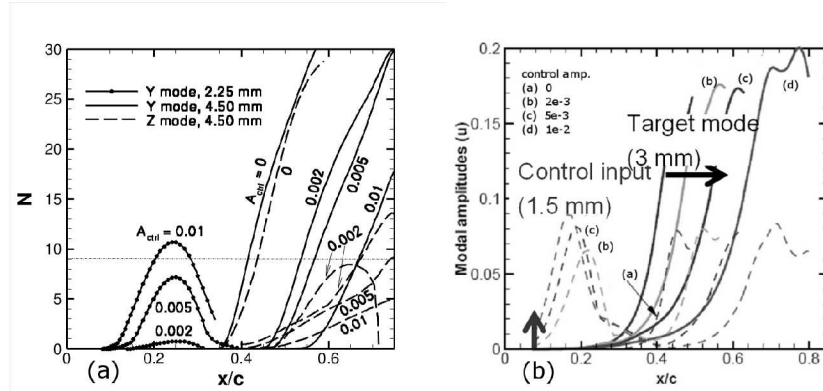 30
25
20
15
10
5
0
N
Y mode, 2.25 mm
Y mode, 4.50 mm
Z mode, 4.50 mm
A_ctrl = 0.01
0.005
0.002
A_ctrl = 0
0
0.002
0.005
0.01
0.002
0.005
0.01
0 0.2 0.4 0.6
(a) x/c
0.2
0.15
0.1
0.05
0
Modal amplitudes (u)
control amp.
(a) 0
(b) 2e-3
(c) 5e-3
(d) 1e-2
(b) (c) (d)
Target mode
(3 mm)
Control input
(1.5 mm)
(c)
(b)
(a)
0 0.2 0.4 0.6 0.8
(b) x/c